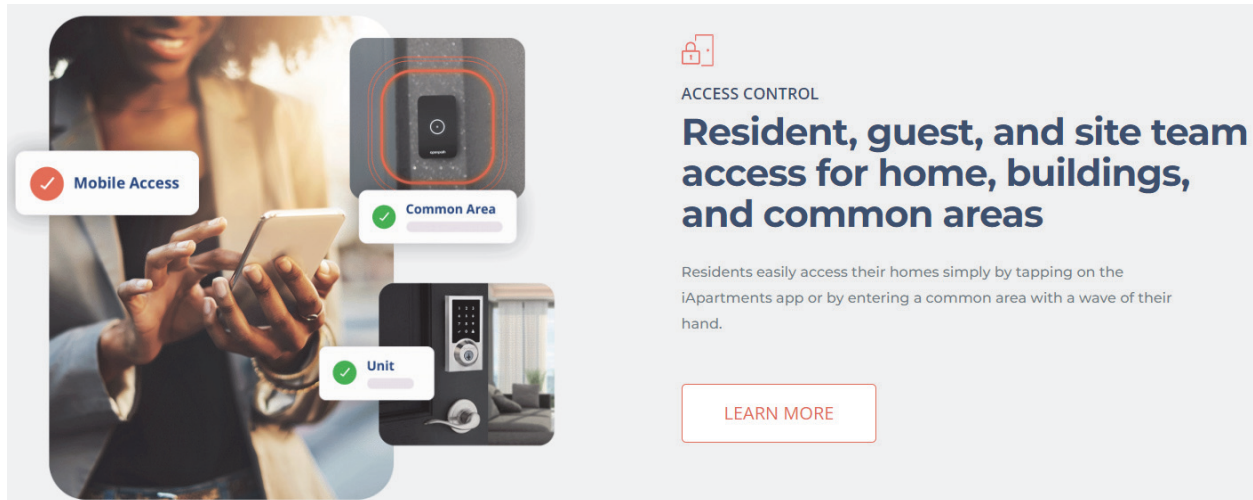 Mobile Access
Common Area
Unit
ACCESS CONTROL
Resident, guest, and site team
access for home, buildings,
and common areas
Residents easily access their homes simply by tapping on the
iApartments app or by entering a common area with a wave of their
hand.
LEARN MORE